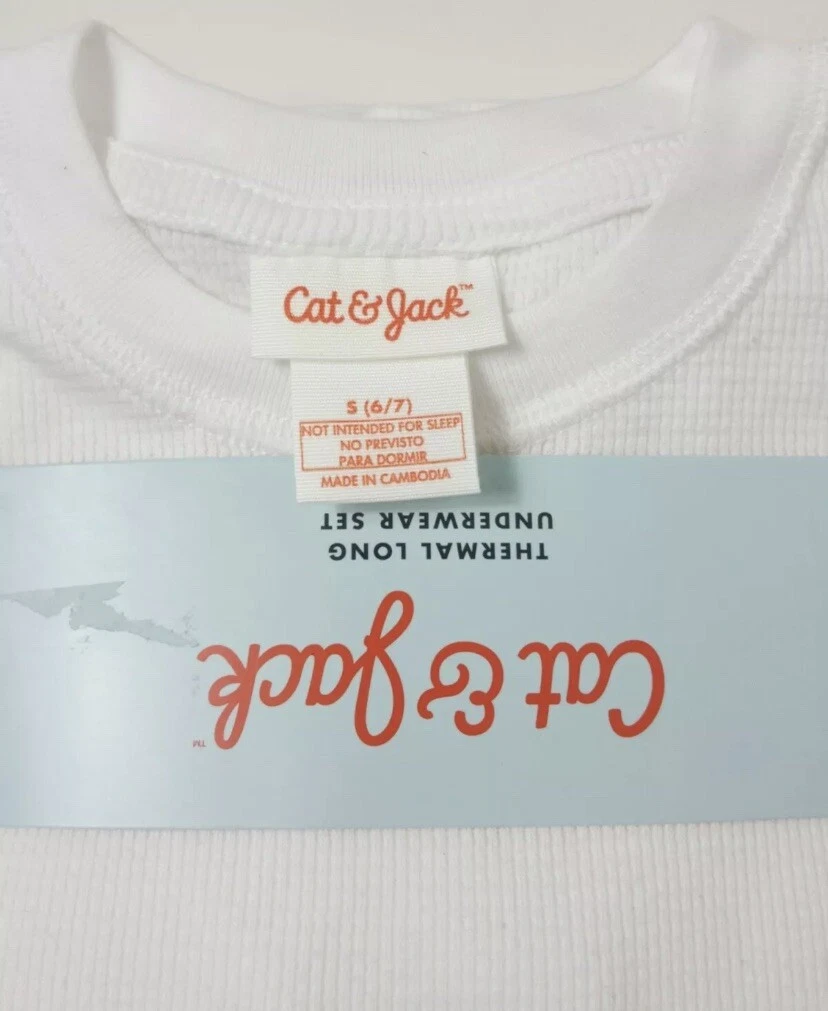 Cat & Jack™
S (6/7)
NOT INTENDED FOR SLEEP
NO PREVISTO
PARA DORMIR
MADE IN CAMBODIA
Cat & Jack™
THERMAL LONG
UNDERWEAR SET